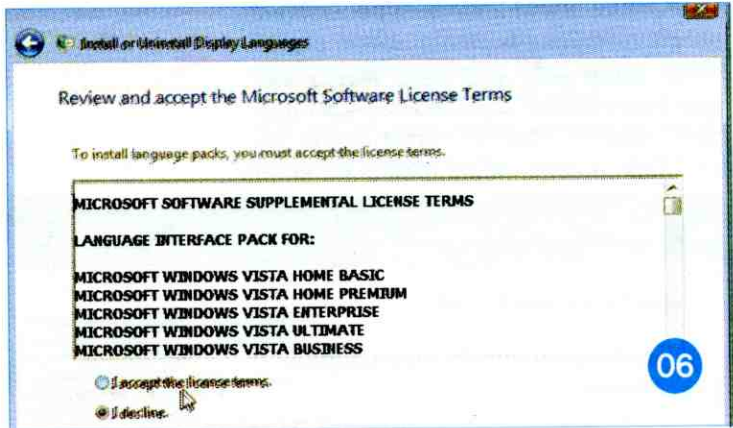 Install or Uninstall Display Languages
Review and accept the Microsoft Software License Terms
To install language packs, you must accept the license terms.
MICROSOFT SOFTWARE SUPPLEMENTAL LICENSE TERMS
LANGUAGE INTERFACE PACK FOR:
MICROSOFT WINDOWS VISTA HOME BASIC
MICROSOFT WINDOWS VISTA HOME PREMIUM
MICROSOFT WINDOWS VISTA ENTERPRISE
MICROSOFT WINDOWS VISTA ULTIMATE
MICROSOFT WINDOWS VISTA BUSINESS
06
I accept the license terms.
I decline.